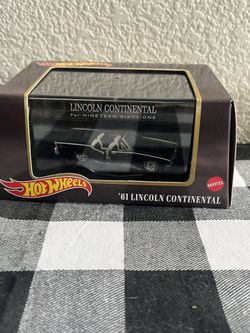 LINCOLN CONTINENTAL
For NINETEEN SIXTY-ONE
HOT WHEELS
MATTEL
'61 LINCOLN CONTINENTAL